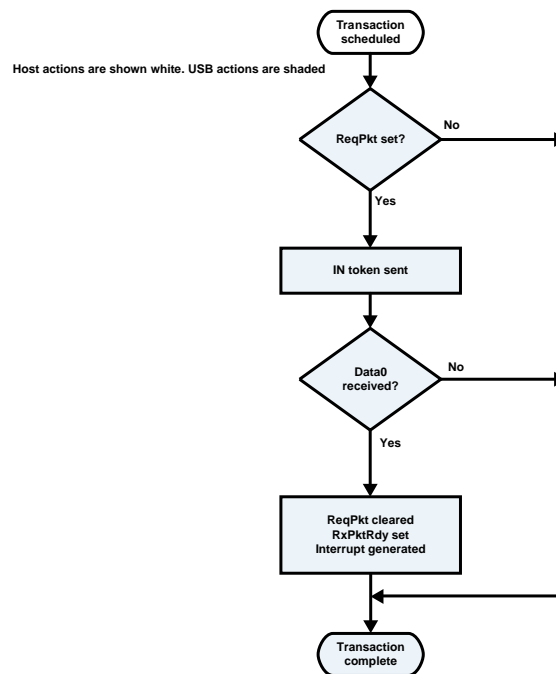 Transaction
scheduled
Host actions are shown white. USB actions are shaded
ReqPkt set?
No
Yes
IN token sent
Data0
received?
No
Yes
ReqPkt cleared
RxPktRdy set
Interrupt generated
Transaction
complete